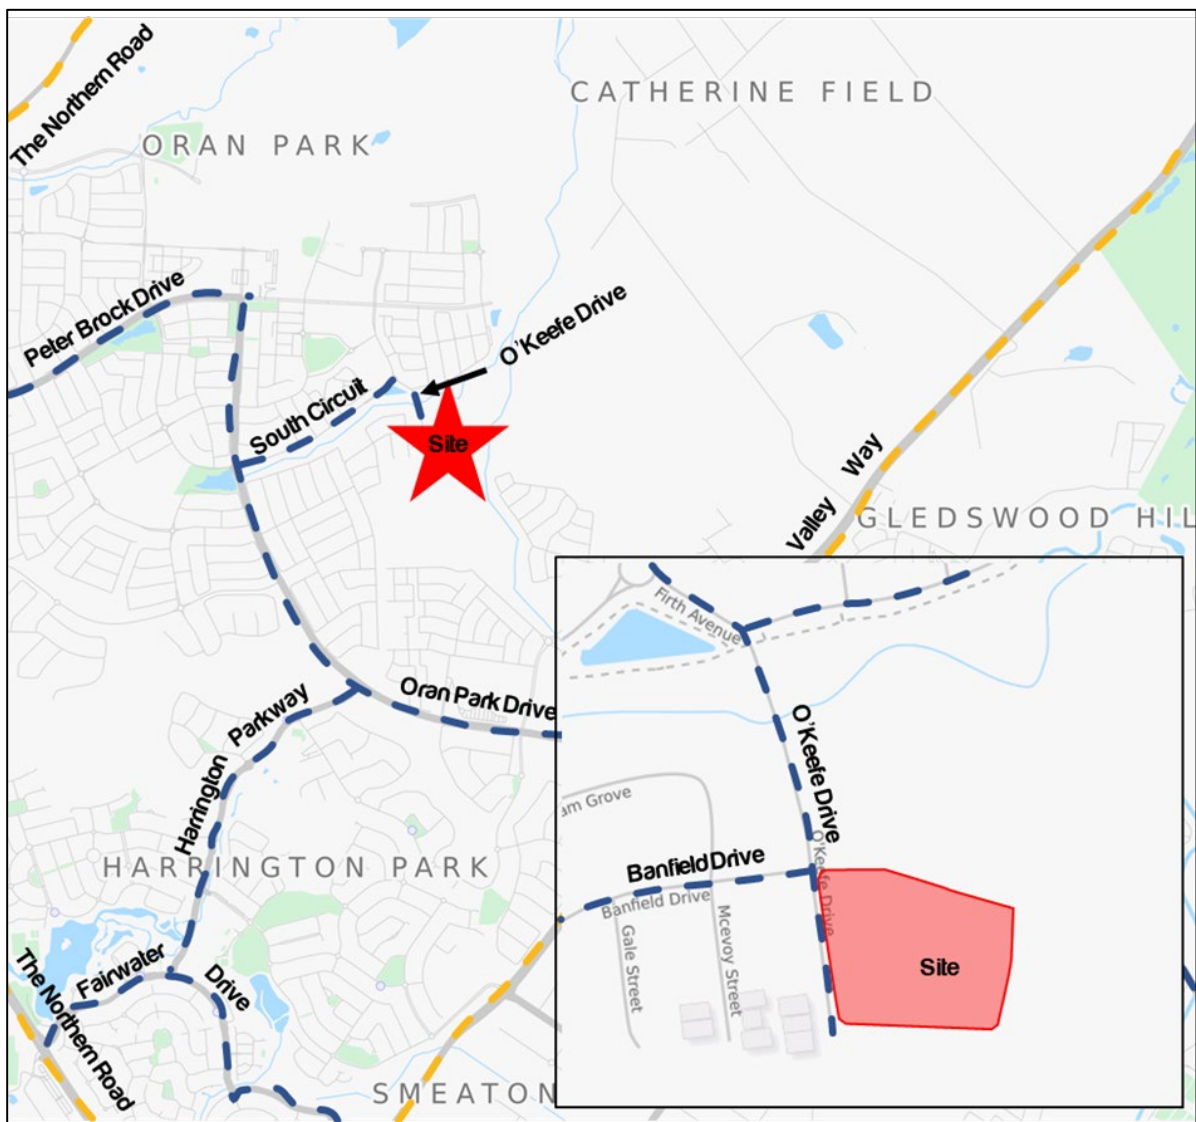 The Northern Road
CATHERINE FIELD
ORAN PARK
Peter Brock Drive
O'Keefe Drive
South Circuit
Site
Valley Way
GLEDSWOOD HIL
Oran Park Drive
Harrington Parkway
HARRINGTON PARK
Fairwater Drive
The Northern Road
SMEATON
Firth Avenue
O'Keefe Drive
am Grove
Banfield Drive
O'Keefe Drive
Banfield Drive
Gale Street
Mcevoy Street
Site